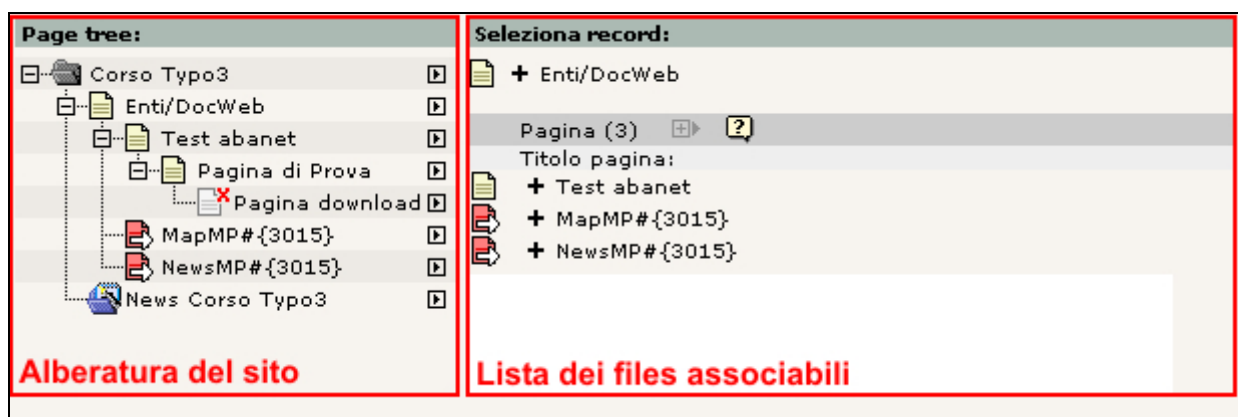 Page tree:
Corso Typo3
Enti/DocWeb
Test abanet
Pagina di Prova
Pagina download
MapMP#{3015}
NewsMP#{3015}
News Corso Typo3
Alberatura del sito
Seleziona record:
+ Enti/DocWeb
Pagina (3)
Titolo pagina:
+ Test abanet
+ MapMP#{3015}
+ NewsMP#{3015}
Lista dei files associabili